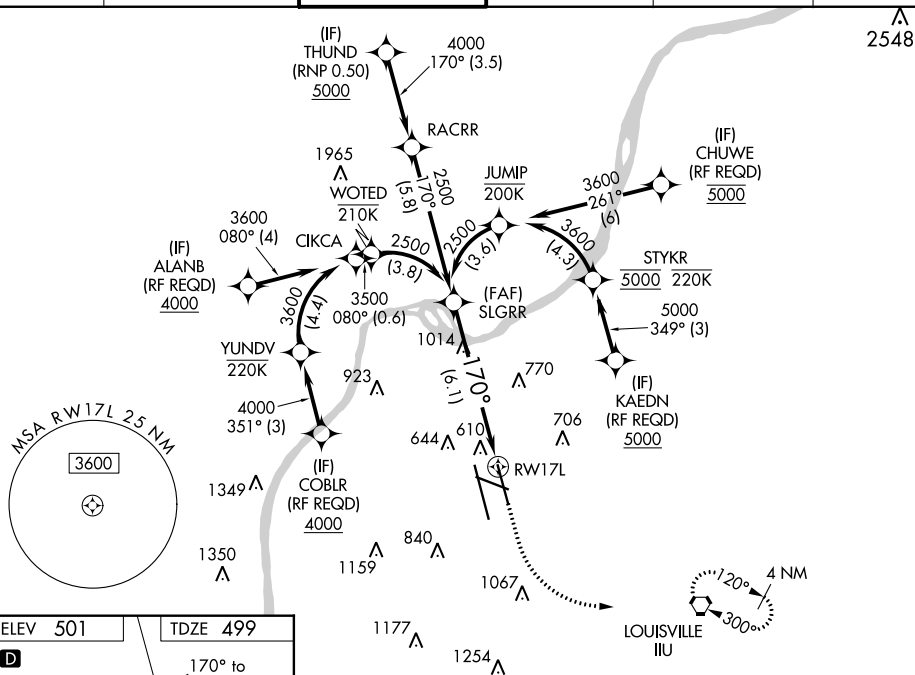 2548
(IF)
THUND
(RNP 0.50)
5000
4000
170° (3.5)
RACRR
1965
WOTED
210K
2500
170°
(5.8)
JUMIP
200K
(IF)
CHUWE
(RF REQD)
5000
3600
261°
(6)
3600
080° (4)
CIKCA
2500
(3.8)
2500
(3.6)
3600
(4.3)
STYKR
5000 220K
(IF)
ALANB
(RF REQD)
4000
3600
(4.4)
3500
080° (0.6)
(FAF)
SLGRR
5000
349° (3)
YUNDV
220K
1014
170°
(6.1)
923
770
(IF)
KAEDN
(RF REQD)
5000
4000
351° (3)
706
644
610
RW17L
MSA RW17L 25 NM
3600
(IF)
COBLR
(RF REQD)
4000
1349
1350
1159
840
1067
120°
4 NM
300°
LOUISVILLE
IIU
1177
1254
ELEV 501
TDZE 499
D
170° to